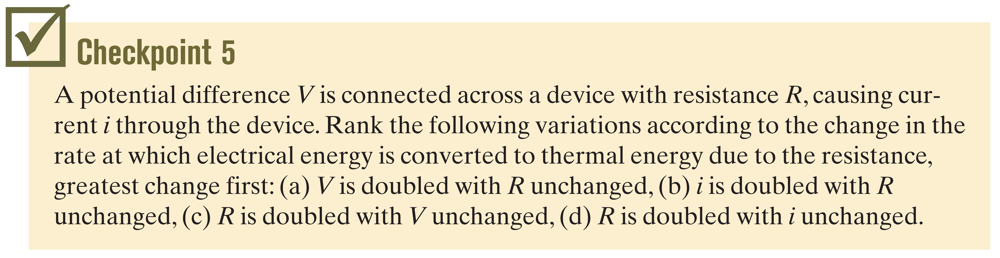 Checkpoint 5
A potential difference V is connected across a device with resistance R, causing cur-
rent i through the device. Rank the following variations according to the change in the
rate at which electrical energy is converted to thermal energy due to the resistance,
greatest change first: (a) V is doubled with R unchanged, (b) i is doubled with R
unchanged, (c) R is doubled with V unchanged, (d) R is doubled with i unchanged.